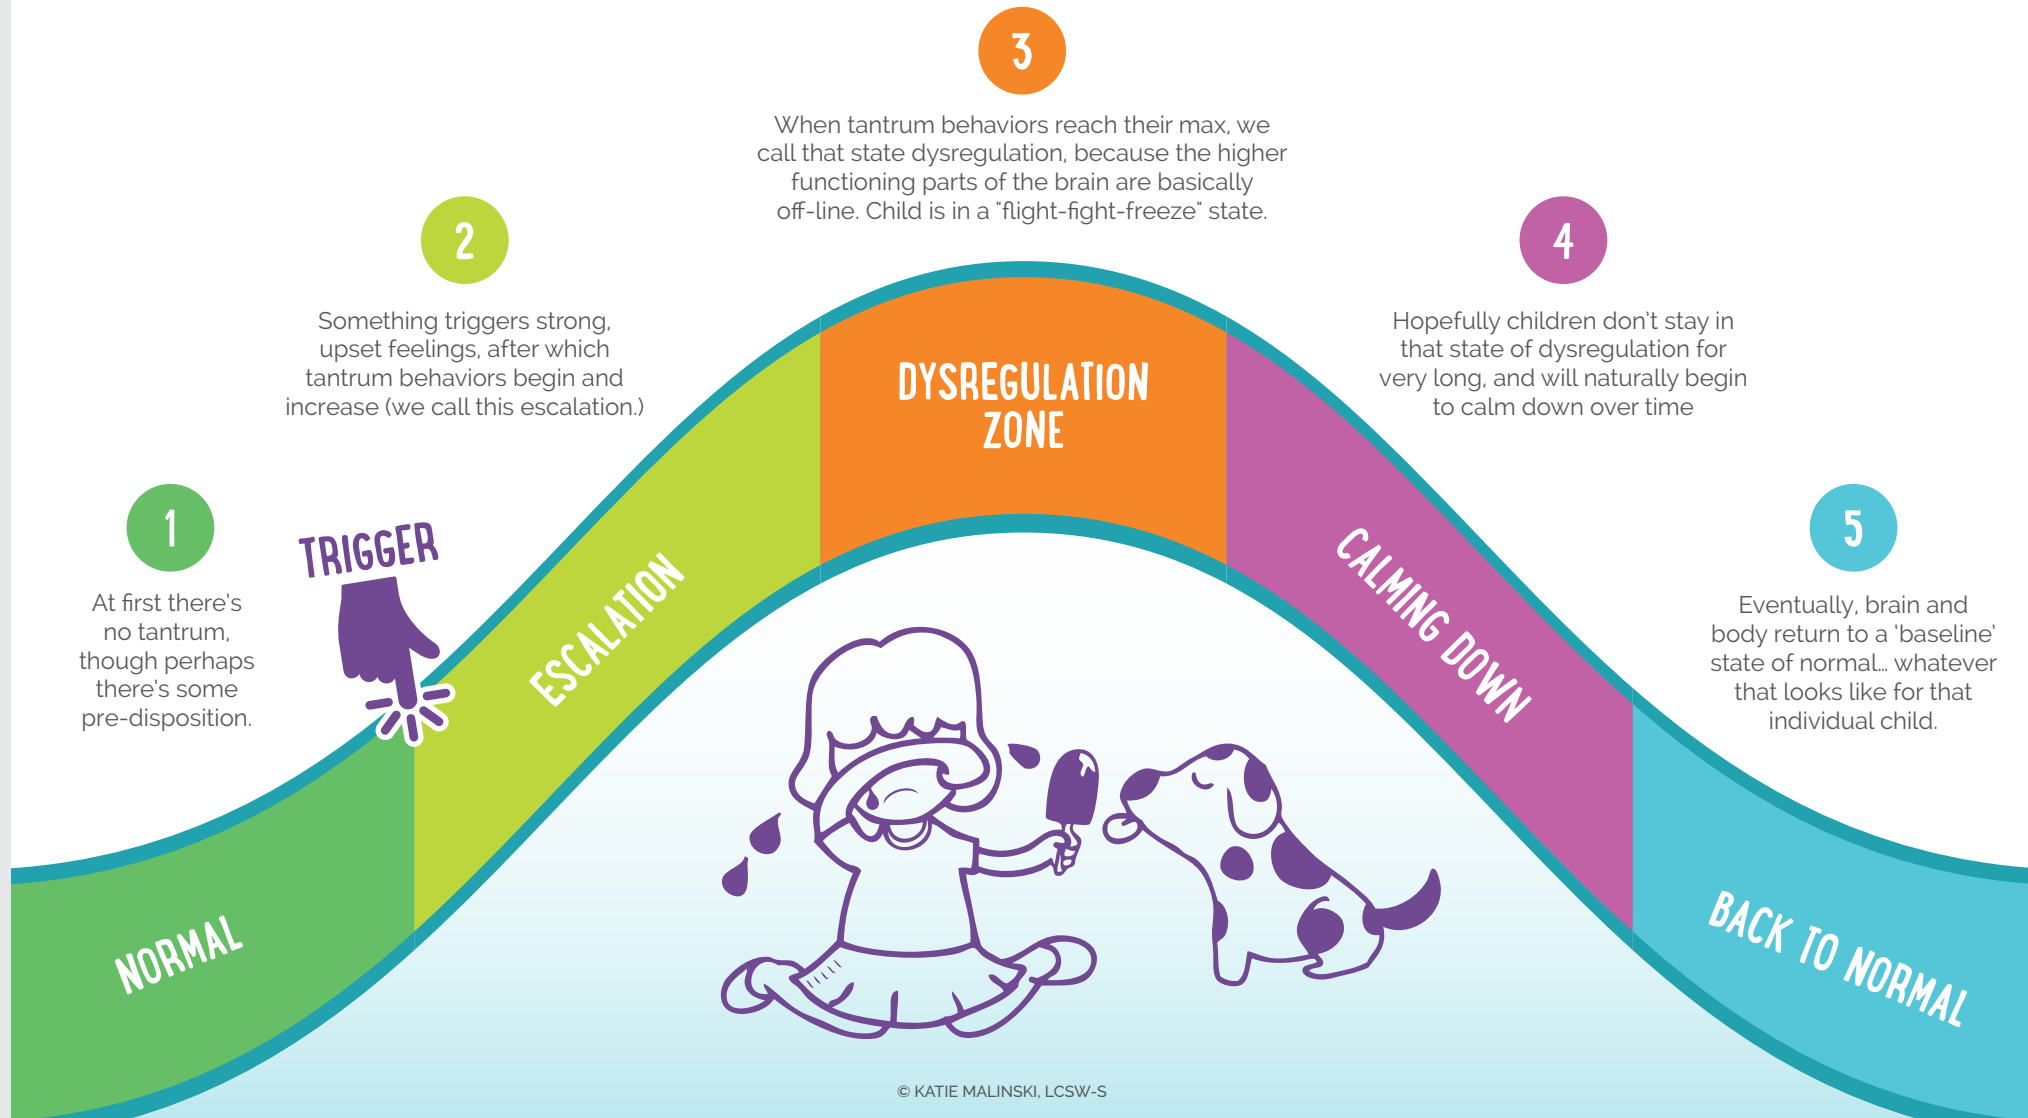 1
At first there's
no tantrum,
though perhaps
there's some
pre-disposition.
NORMAL
TRIGGER
2
Something triggers strong,
upset feelings, after which
tantrum behaviors begin and
increase (we call this escalation.)
ESCALATION
3
When tantrum behaviors reach their max, we
call that state dysregulation, because the higher
functioning parts of the brain are basically
off-line. Child is in a "flight-fight-freeze" state.
DYSREGULATION
ZONE
4
Hopefully children don't stay in
that state of dysregulation for
very long, and will naturally begin
to calm down over time
CALMING DOWN
5
Eventually, brain and
body return to a 'baseline'
state of normal... whatever
that looks like for that
individual child.
BACK TO NORMAL
© KATIE MALINSKI, LCSW-S